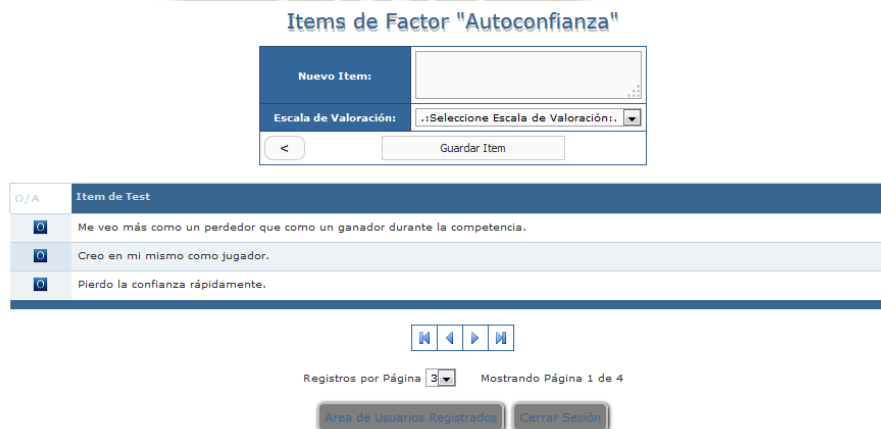 Items de Factor "Autoconfianza"
Nuevo Item:
Escala de Valoración: .:Seleccione Escala de Valoración:.
< Guardar Item
O/A Item de Test
O Me veo más como un perdedor que como un ganador durante la competencia.
O Creo en mi mismo como jugador.
O Pierdo la confianza rápidamente.
Registros por Página 3 Mostrando Página 1 de 4
Area de Usuarios Registrados Cerrar Sesión